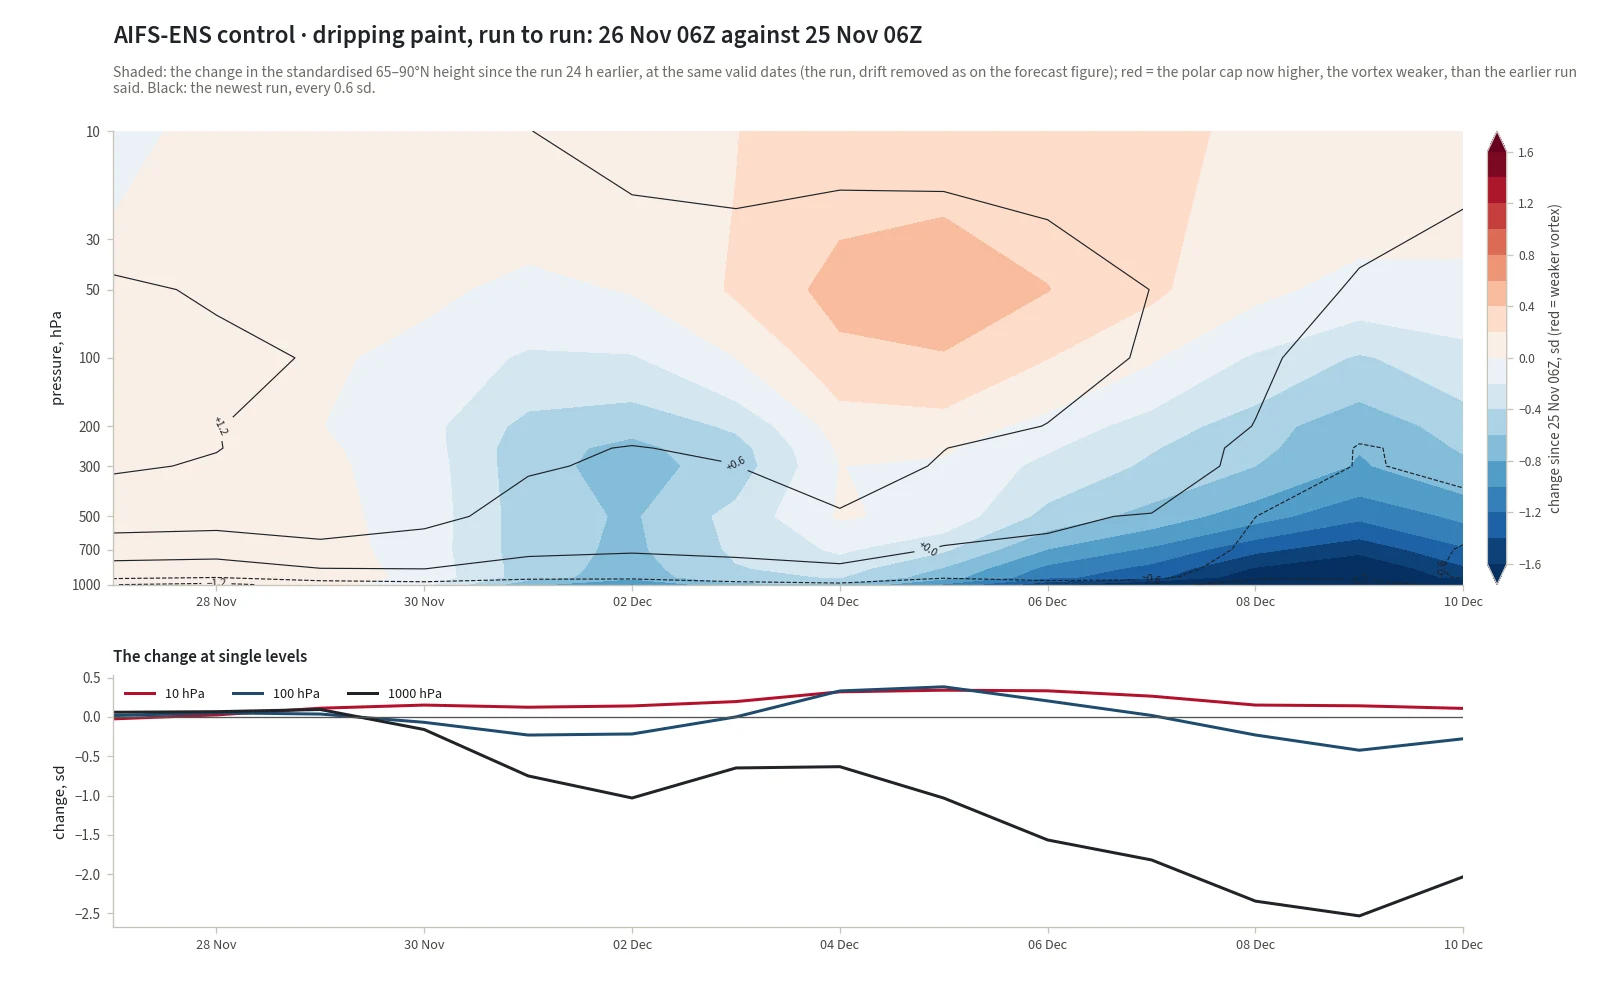 AIFS-ENS control · dripping paint, run to run: 26 Nov 06Z against 25 Nov 06Z
Shaded: the change in the standardised 65–90°N height since the run 24 h earlier, at the same valid dates (the run, drift removed as on the forecast figure); red = the polar cap now higher, the vortex weaker, than the earlier run
said. Black: the newest run, every 0.6 sd.
pressure, hPa
10
30
50
100
200
300
500
700
1000
+1.2
+0.6
+0.0
−0.6
28 Nov
30 Nov
02 Dec
04 Dec
06 Dec
08 Dec
10 Dec
1.6
1.2
0.8
0.4
0.0
−0.4
−0.8
−1.2
−1.6
change since 25 Nov 06Z, sd (red = weaker vortex)
The change at single levels
10 hPa
100 hPa
1000 hPa
change, sd
0.5
0.0
−0.5
−1.0
−1.5
−2.0
−2.5
28 Nov
30 Nov
02 Dec
04 Dec
06 Dec
08 Dec
10 Dec